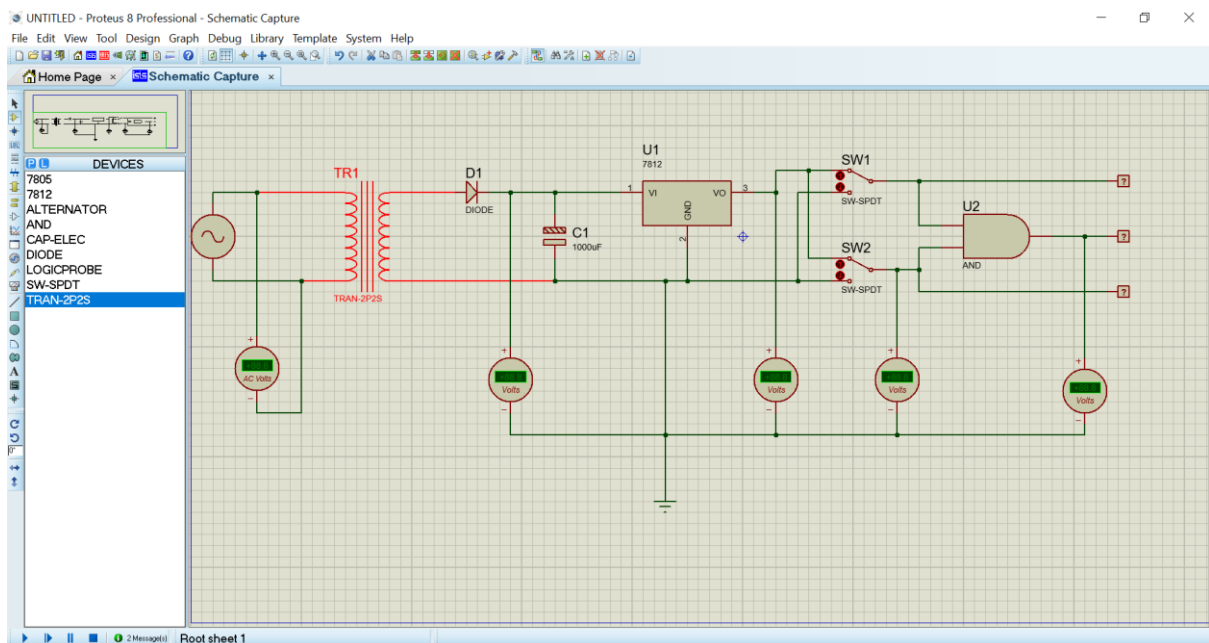 UNTITLED - Proteus 8 Professional - Schematic Capture
File Edit View Tool Design Graph Debug Library Template System Help
Home Page × Schematic Capture ×
P L DEVICES
7805
7812
ALTERNATOR
AND
CAP-ELEC
DIODE
LOGICPROBE
SW-SPDT
TRAN-2P2S
TR1
TRAN-2P2S
D1
DIODE
C1
1000uF
U1
7812
1 VI VO 3
GND
2
SW1
SW-SPDT
SW2
SW-SPDT
U2
AND
?
?
?
+
AC Volts
-
+
Volts
-
+
Volts
-
+
Volts
-
+
Volts
-
0°
2 Message(s) Root sheet 1